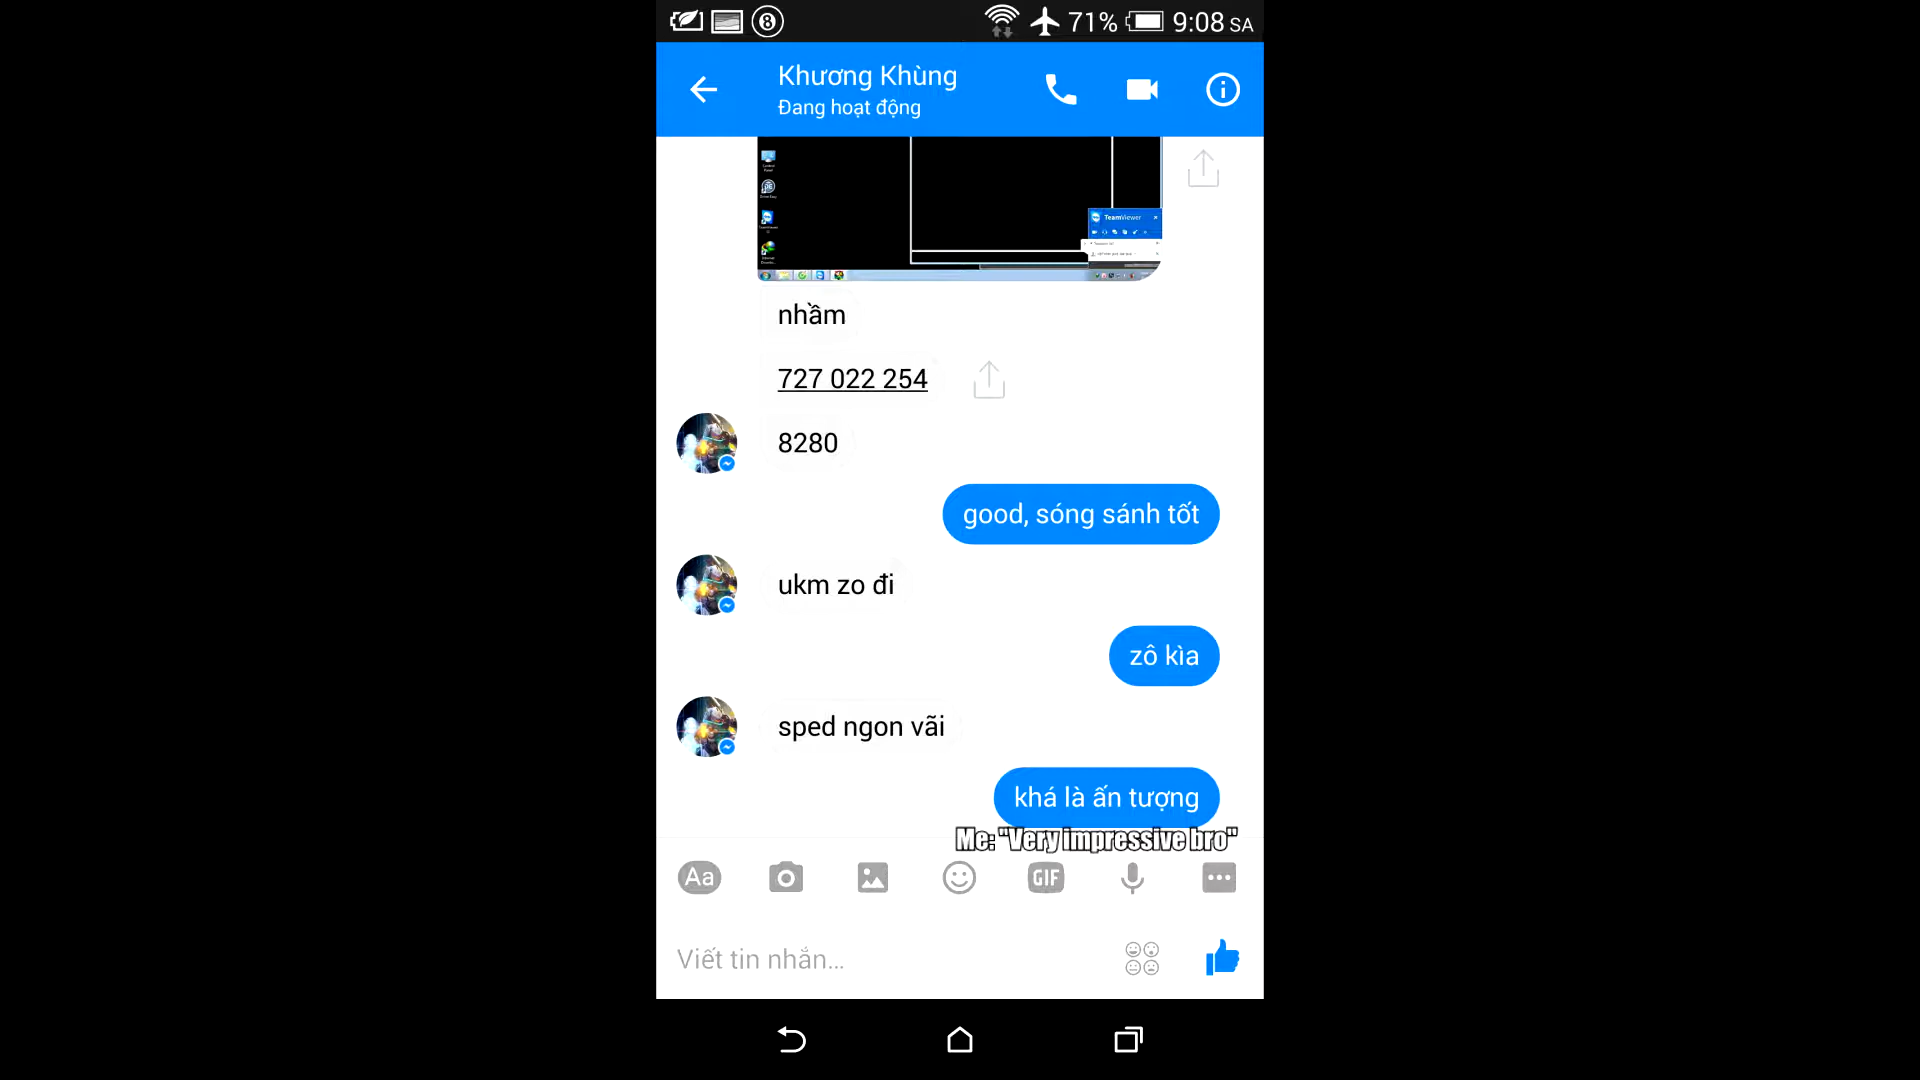 71% 9:08 SA
Khương Khùng
Đang hoạt động
TeamViewer
nhầm
727 022 254
8280
good, sóng sánh tốt
ukm zo đi
zô kìa
sped ngon vãi
khá là ấn tượng
Me: "Very impressive bro"
Aa
GIF
Viết tin nhắn...